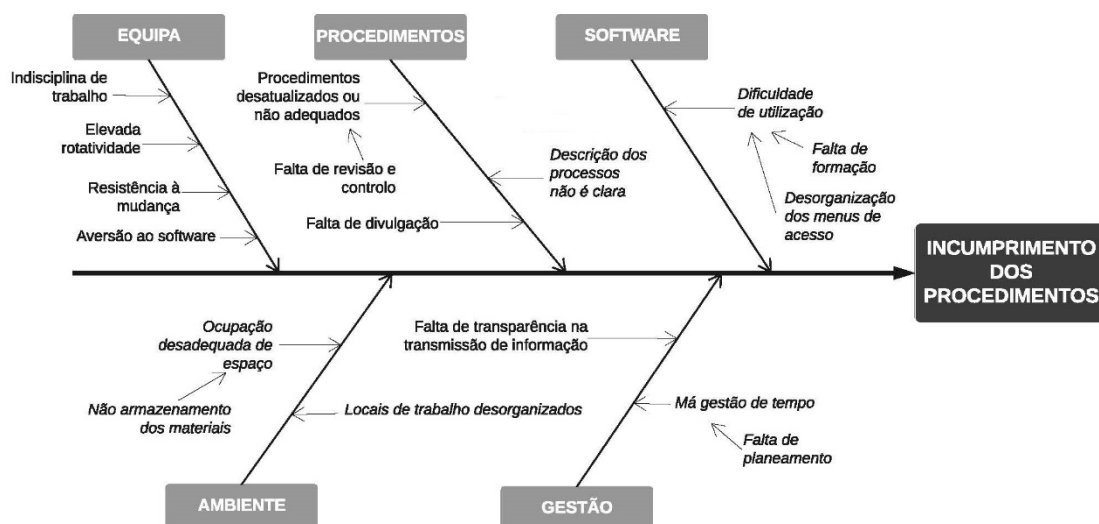 EQUIPA
PROCEDIMENTOS
SOFTWARE
Indisciplina de
trabalho
Elevada
rotatividade
Resistência à
mudança
Aversão ao software
Procedimentos
desatualizados ou
não adequados
Falta de revisão e
controlo
Descrição dos
processos
não é clara
Falta de divulgação
Dificuldade
de utilização
Falta de
formação
Desorganização
dos menus de
acesso
INCUMPRIMENTO
DOS
PROCEDIMENTOS
Ocupação
desadequada de
espaço
Não armazenamento
dos materiais
Locais de trabalho desorganizados
Falta de transparência na
transmissão de informação
Má gestão de tempo
Falta de
planeamento
AMBIENTE
GESTÃO